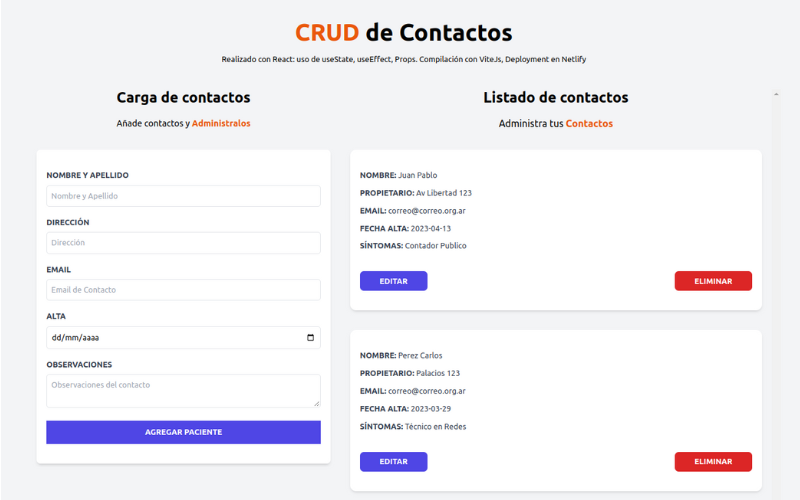 CRUD de Contactos
Realizado con React: uso de useState, useEffect, Props. Compilación con ViteJs, Deployment en Netlify
Carga de contactos
Añade contactos y Administralos
NOMBRE Y APELLIDO
Nombre y Apellido
DIRECCIÓN
Dirección
EMAIL
Email de Contacto
ALTA
dd/mm/aaaa
OBSERVACIONES
Observaciones del contacto
AGREGAR PACIENTE
Listado de contactos
Administra tus Contactos
NOMBRE: Juan Pablo
PROPIETARIO: Av Libertad 123
EMAIL: correo@correo.org.ar
FECHA ALTA: 2023-04-13
SÍNTOMAS: Contador Publico
EDITAR
ELIMINAR
NOMBRE: Perez Carlos
PROPIETARIO: Palacios 123
EMAIL: correo@correo.org.ar
FECHA ALTA: 2023-03-29
SÍNTOMAS: Técnico en Redes
EDITAR
ELIMINAR